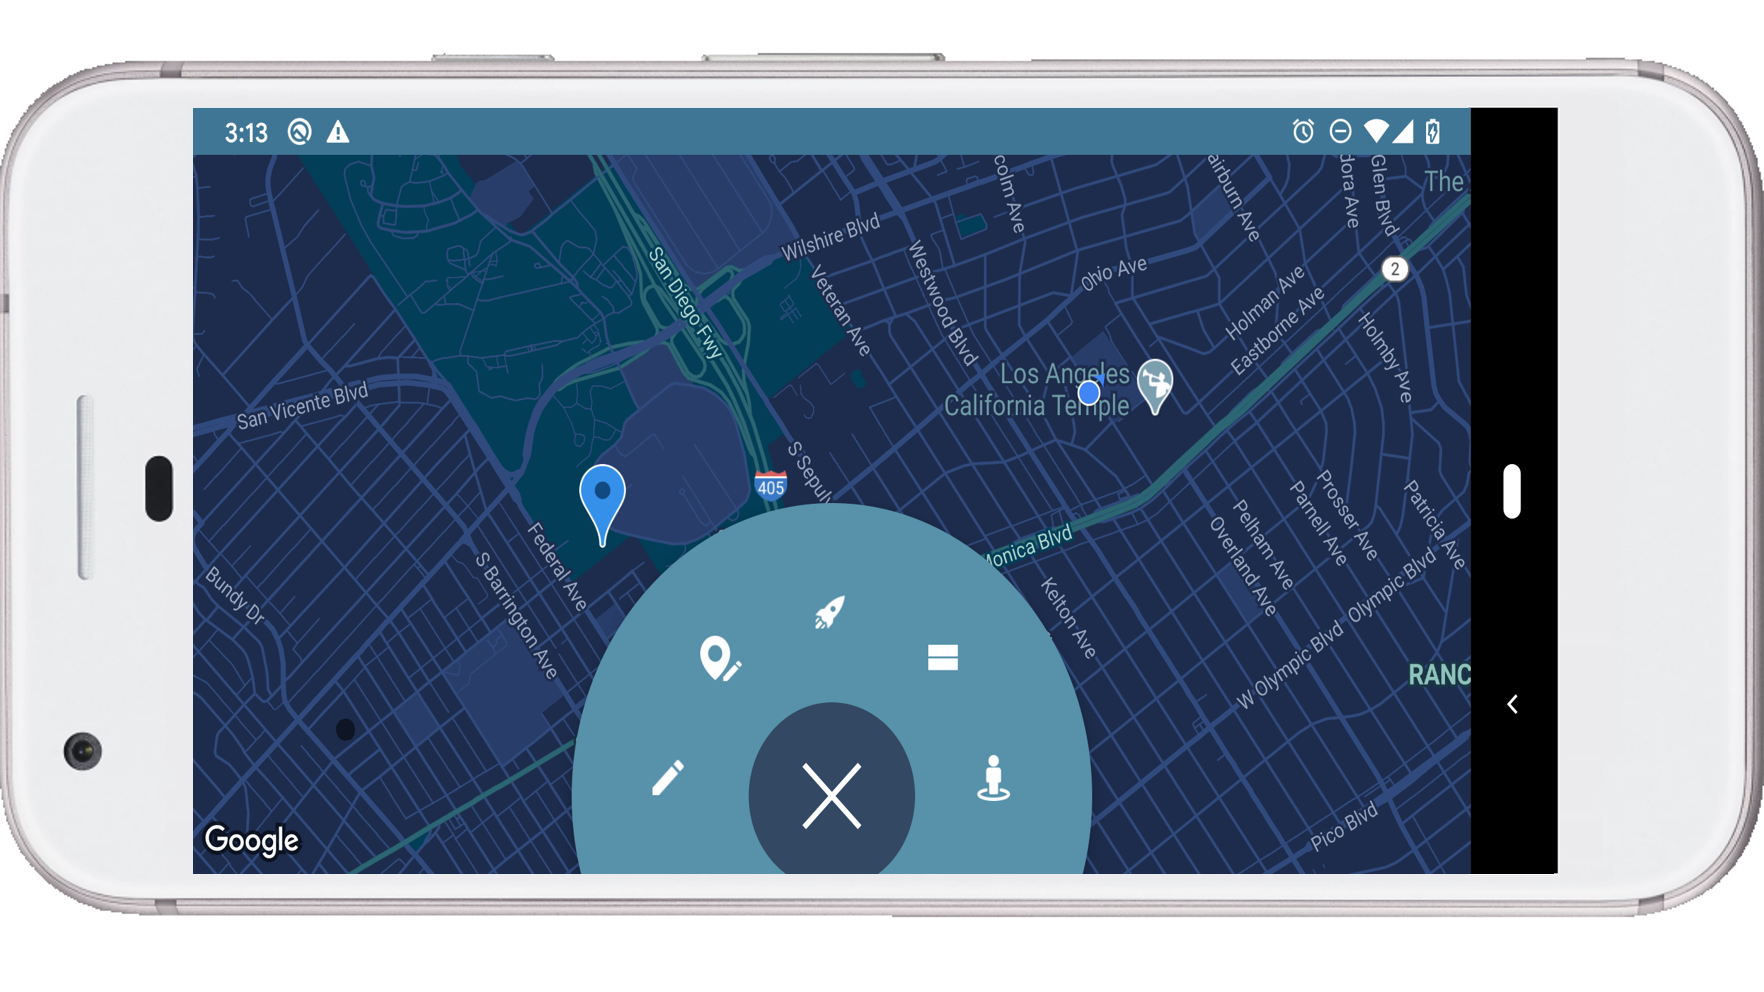 3:13
colm Ave
airburn Ave
dora Ave
Glen Blvd
The
Wilshire Blvd
San Diego Fwy
Veteran Ave
Westwood Blvd
Ohio Ave
2
Holman Ave
Eastborne Ave
Holmby Ave
San Vicente Blvd
Los Angeles
California Temple
405
S Sepul
Federal Ave
S Barrington Ave
Bundy Dr
Monica Blvd
Kelton Ave
Prosser Ave
Parnell Ave
Pelham Ave
Overland Ave
Patricia Ave
Olympic Blvd
W Olympic Blvd
RANC
Pico Blvd
Google